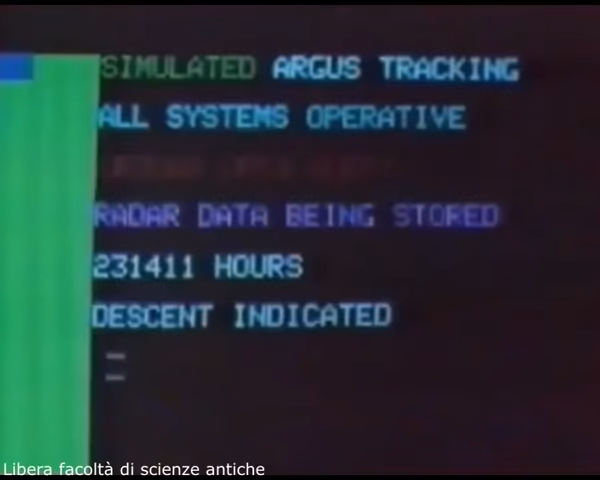 SIMULATED ARGUS TRACKING
ALL SYSTEMS OPERATIVE
RADAR DATA BEING STORED
231411 HOURS
DESCENT INDICATED
Libera facoltà di scienze antiche